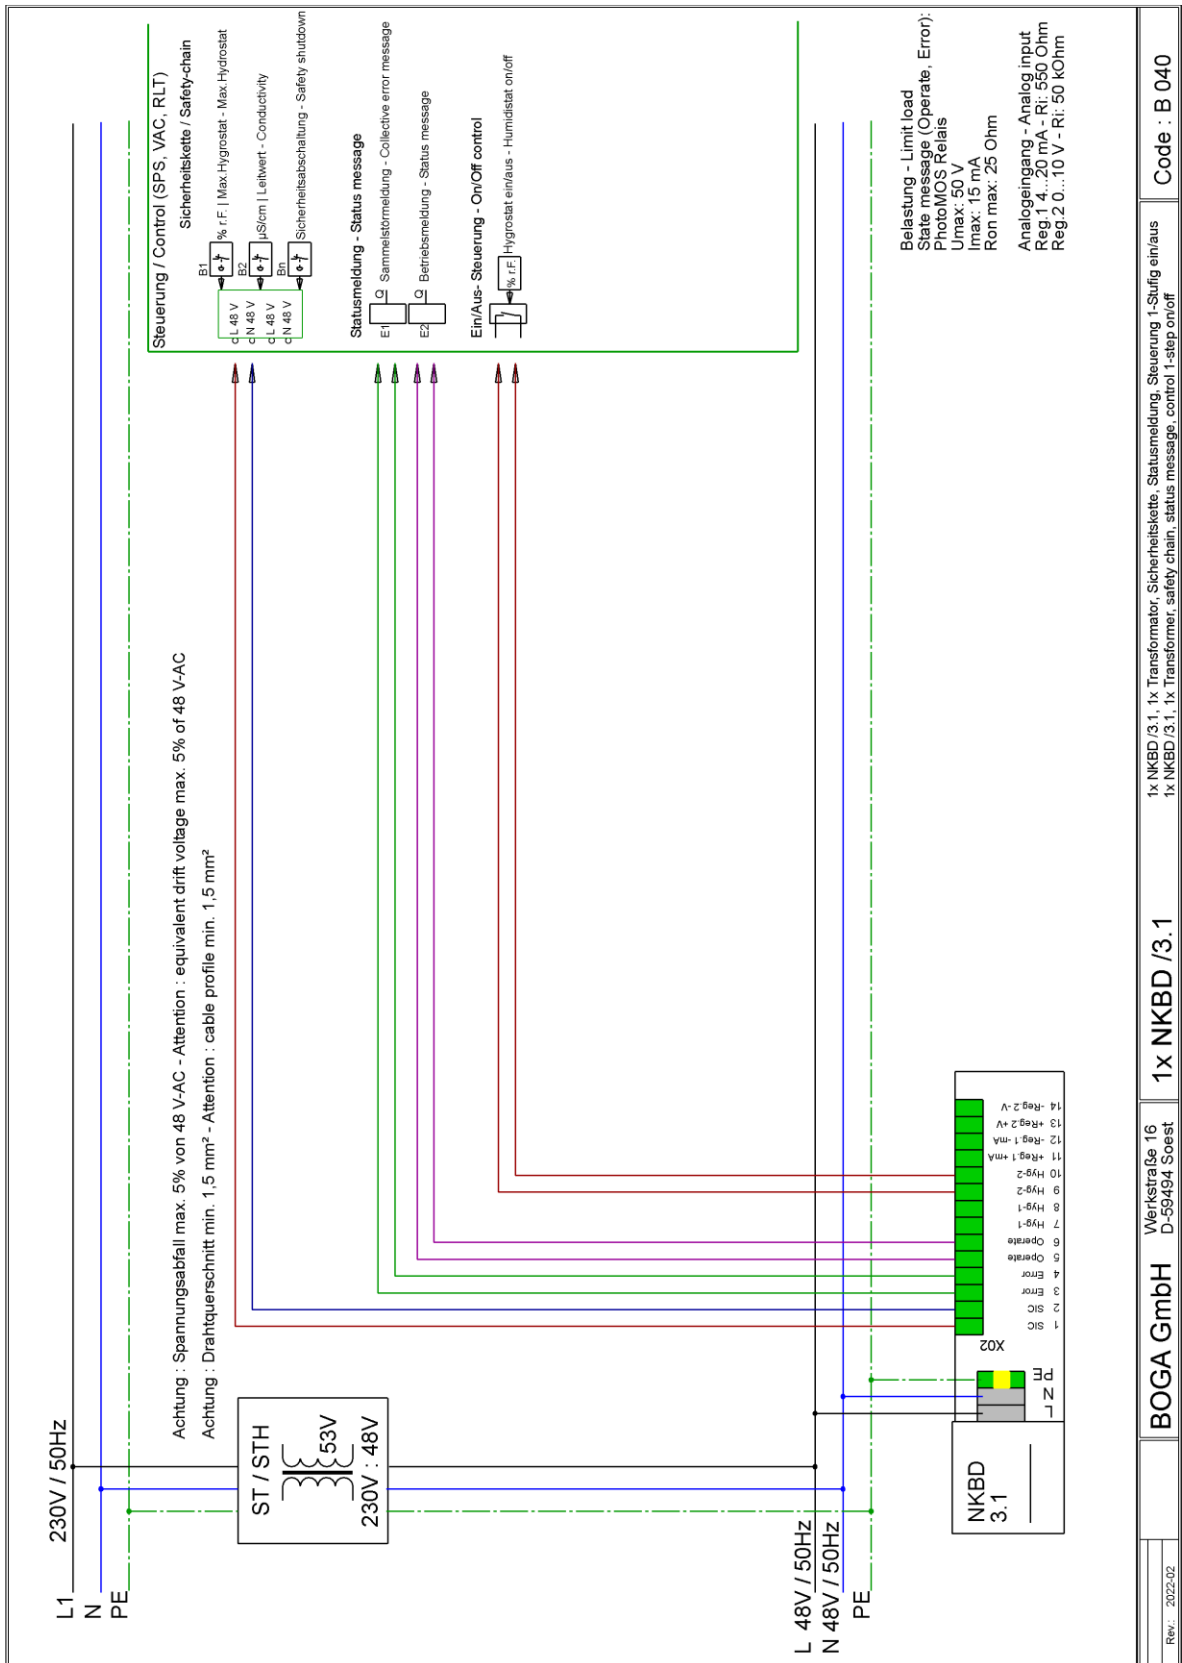 L1
N
PE
230V / 50Hz
ST / STH
53V
230V : 48V
Achtung : Spannungsabfall max. 5% von 48 V-AC - Attention : equivalent drift voltage max. 5% of 48 V-AC
Achtung : Drahtquerschnitt min. 1,5 mm² - Attention : cable profile min. 1,5 mm²
Steuerung / Control (SPS, VAC, RLT)
Sicherheitskette / Safety-chain
B1
% r.F. | Max.Hygrostat - Max.Hydrostat
B2
µS/cm | Leitwert - Conductivity
Bn
Sicherheitsabschaltung - Safety shutdown
L 48 V
N 48 V
L 48 V
N 48 V
Statusmeldung - Status message
E1
Q
Sammelstörmeldung - Collective error message
E2
Q
Betriebsmeldung - Status message
Ein/Aus- Steuerung - On/Off control
% r.F.
Hygrostat ein/aus - Humidistat on/off
L 48V / 50Hz
N 48V / 50Hz
PE
NKBD
3.1
L
N
PE
X02
1 SIC
2 SIC
3 Error
4 Error
5 Operate
6 Operate
7 Hyg-1
8 Hyg-1
9 Hyg-2
10 Hyg-2
11 +Reg.1 +mA
12 -Reg.1 -mA
13 +Reg.2 +V
14 -Reg.2 -V
Belastung - Limit load
State message (Operate, Error):
PhotoMOS Relais
Umax: 50 V
Imax: 15 mA
Ron max: 25 Ohm
Analogeingang - Analog input
Reg.1 4...20 mA - Ri: 550 Ohm
Reg.2 0...10 V - Ri: 50 kOhm
Rev.: 2022-02
BOGA GmbH
Werkstraße 16
D-59494 Soest
1x NKBD /3.1
1x NKBD /3.1, 1x Transformator, Sicherheitskette, Statusmeldung, Steuerung 1-Stufig ein/aus
1x NKBD /3.1, 1x Transformer, safety chain, status message, control 1-step on/off
Code : B 040